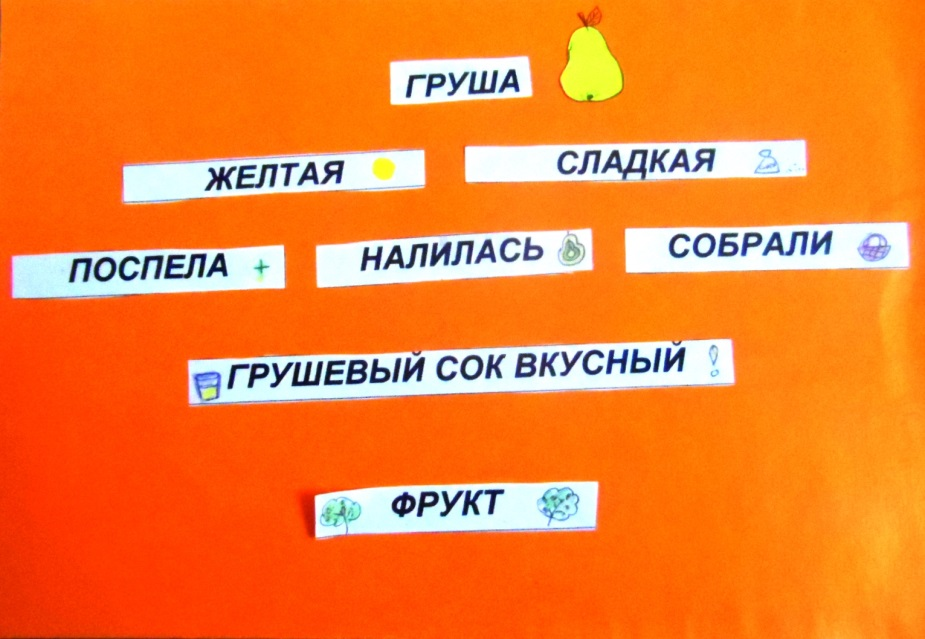 ГРУША
ЖЕЛТАЯ СЛАДКАЯ
ПОСПЕЛА НАЛИЛАСЬ СОБРАЛИ
ГРУШЕВЫЙ СОК ВКУСНЫЙ !
ФРУКТ